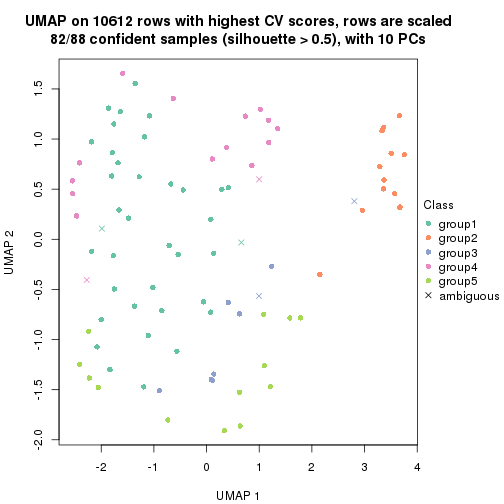 UMAP on 10612 rows with highest CV scores, rows are scaled
82/88 confident samples (silhouette > 0.5), with 10 PCs
1.5
1.0
0.5
0.0
-0.5
-1.0
-1.5
-2.0
UMAP 2
-2 -1 0 1 2 3 4
UMAP 1
Class
group1
group2
group3
group4
group5
ambiguous